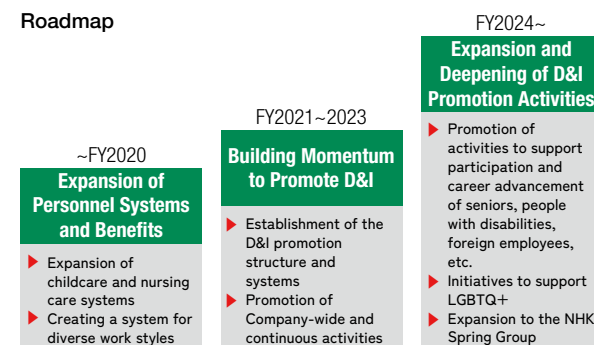 Roadmap
~FY2020
Expansion of
Personnel Systems
and Benefits
Expansion of
childcare and nursing
care systems
Creating a system for
diverse work styles
FY2021~2023
Building Momentum
to Promote D&I
Establishment of the
D&I promotion
structure and
systems
Promotion of
Company-wide and
continuous activities
FY2024~
Expansion and
Deepening of D&I
Promotion Activities
Promotion of
activities to support
participation and
career advancement
of seniors, people
with disabilities,
foreign employees,
etc.
Initiatives to support
LGBTQ+
Expansion to the NHK
Spring Group